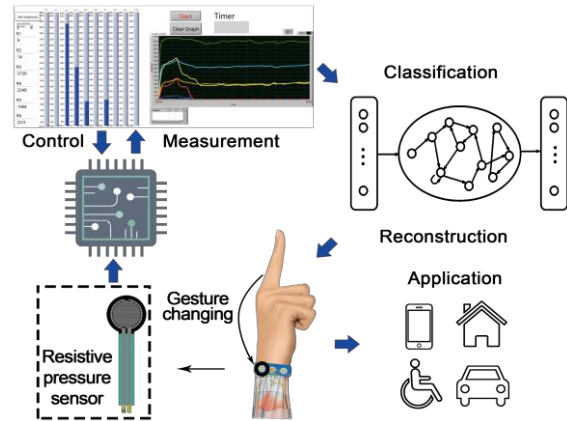 Start
Timer
Clear Graph
Classification
Control
Measurement
Reconstruction
Application
Gesture
changing
Resistive
pressure
sensor